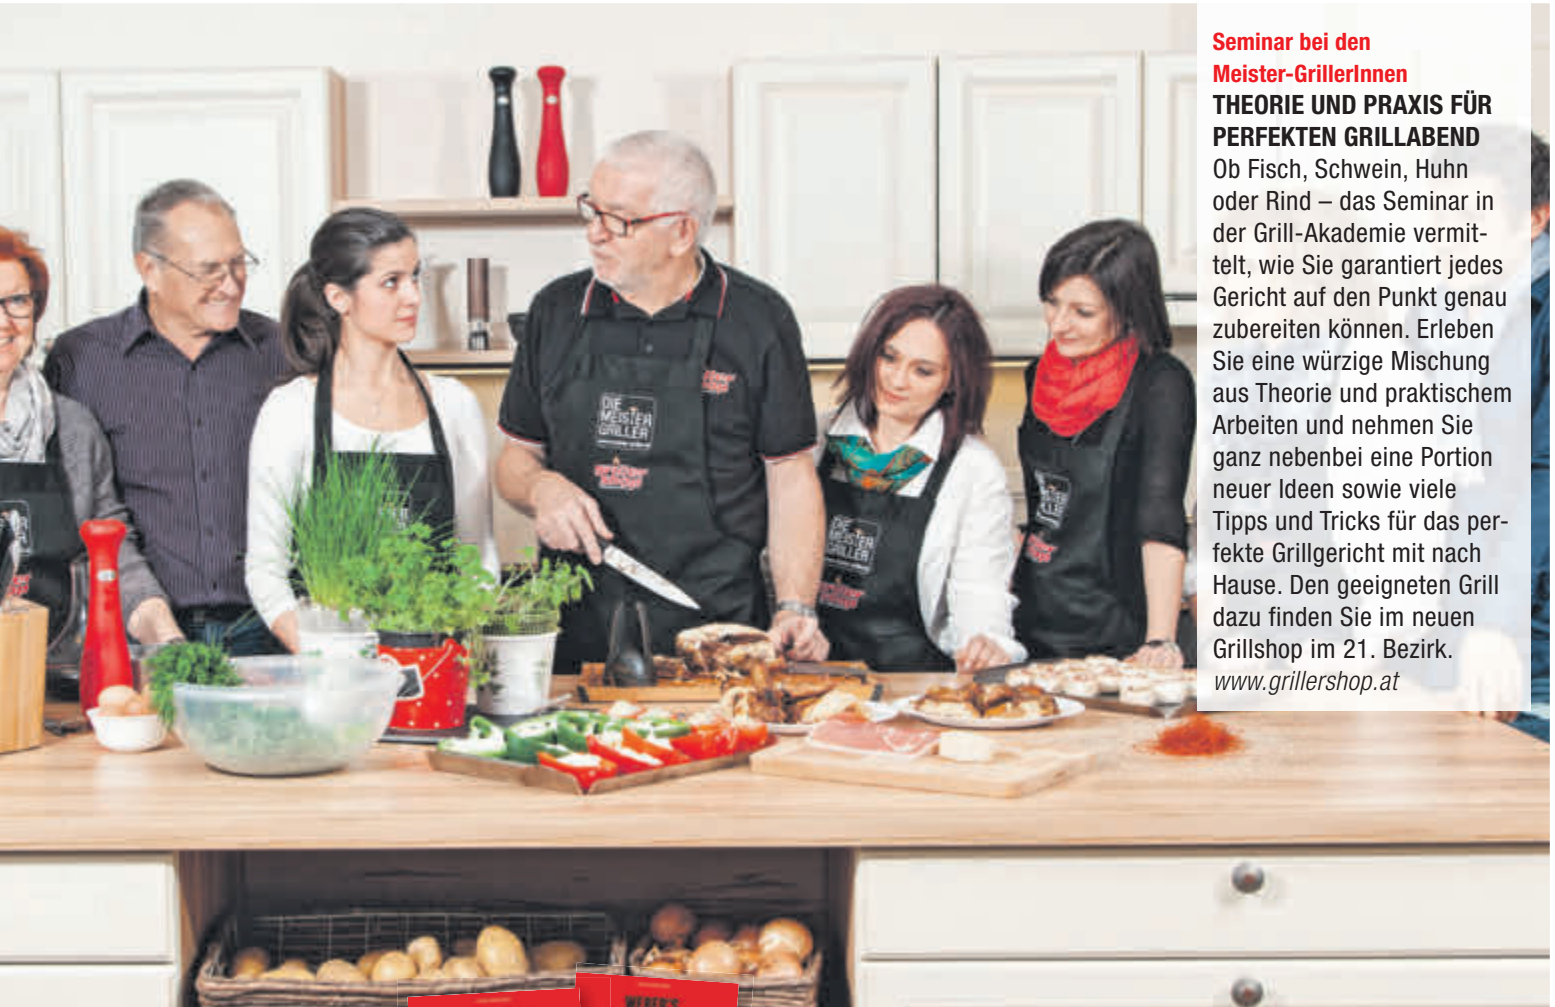 Seminar bei den
Meister-GrillerInnen
THEORIE UND PRAXIS FÜR
PERFEKTEN GRILLABEND
Ob Fisch, Schwein, Huhn
oder Rind – das Seminar in
der Grill-Akademie vermit-
telt, wie Sie garantiert jedes
Gericht auf den Punkt genau
zubereiten können. Erleben
Sie eine würzige Mischung
aus Theorie und praktischem
Arbeiten und nehmen Sie
ganz nebenbei eine Portion
neuer Ideen sowie viele
Tipps und Tricks für das per-
fekte Grillgericht mit nach
Hause. Den geeigneten Grill
dazu finden Sie im neuen
Grillshop im 21. Bezirk.
www.grillershop.at
DIE
MEISTER
GRILLER
DIE
MEISTER
GRILLER
WEBER'S